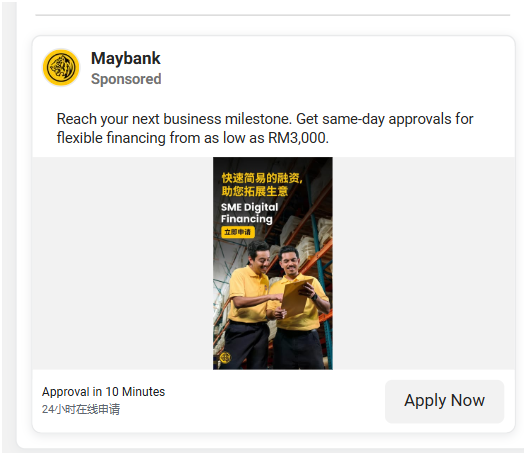 Maybank
Sponsored
Reach your next business milestone. Get same-day approvals for
flexible financing from as low as RM3,000.
快速简易的融资,
助您拓展生意
SME Digital
Financing
立即申请
Approval in 10 Minutes
24小时在线申请
Apply Now